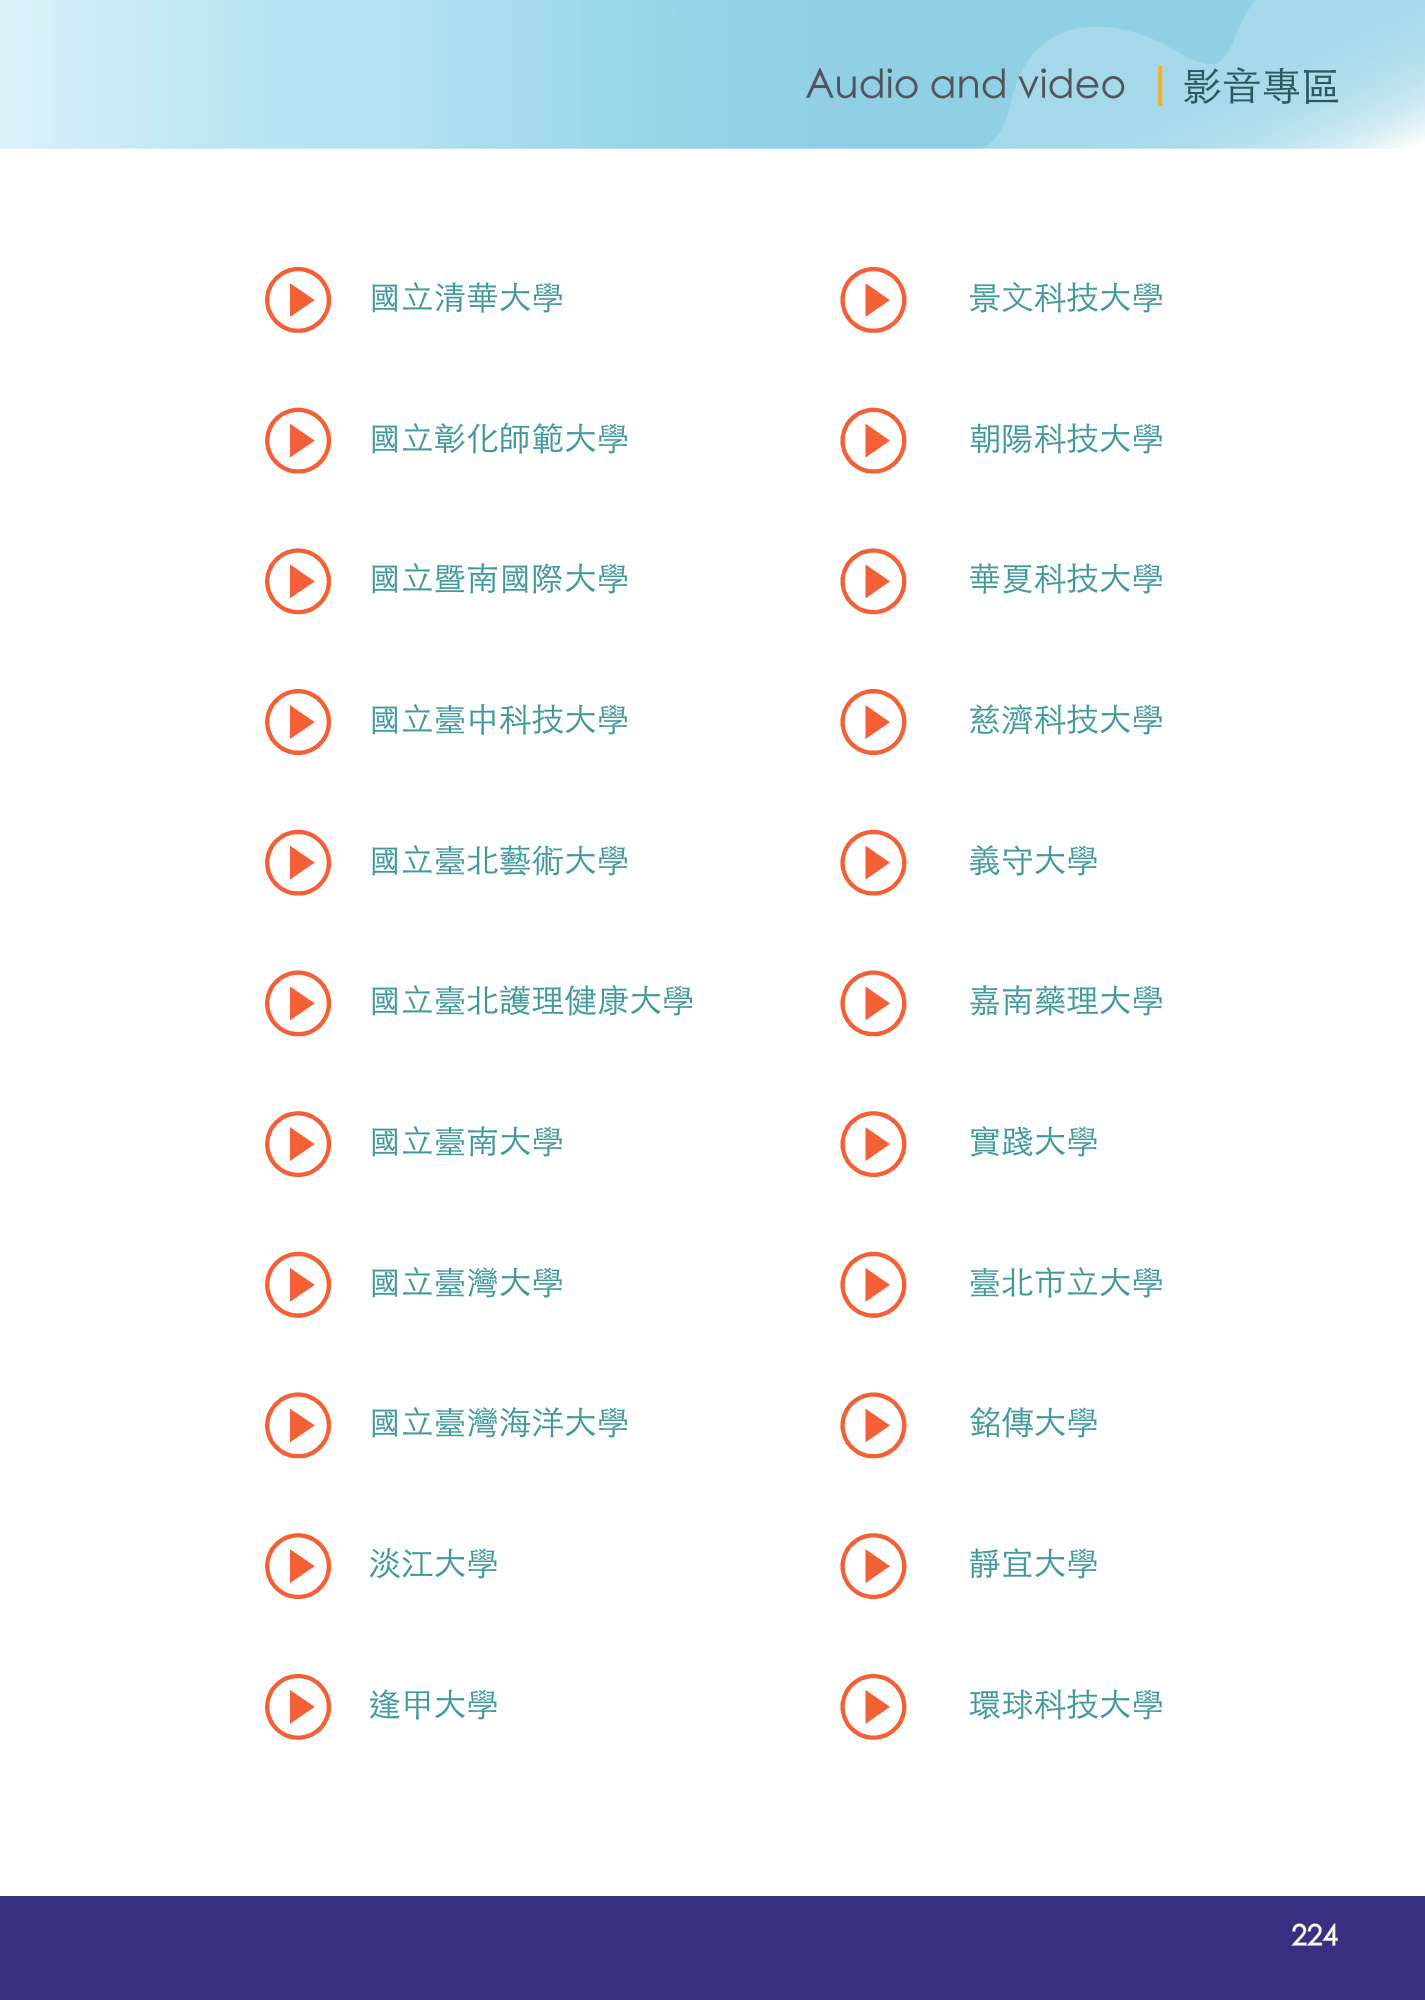 Audio and video 影音專區
國立清華大學
國立彰化師範大學
國立暨南國際大學
國立臺中科技大學
國立臺北藝術大學
國立臺北護理健康大學
國立臺南大學
國立臺灣大學
國立臺灣海洋大學
淡江大學
逢甲大學
景文科技大學
朝陽科技大學
華夏科技大學
慈濟科技大學
義守大學
嘉南藥理大學
實踐大學
臺北市立大學
銘傳大學
靜宜大學
環球科技大學
224